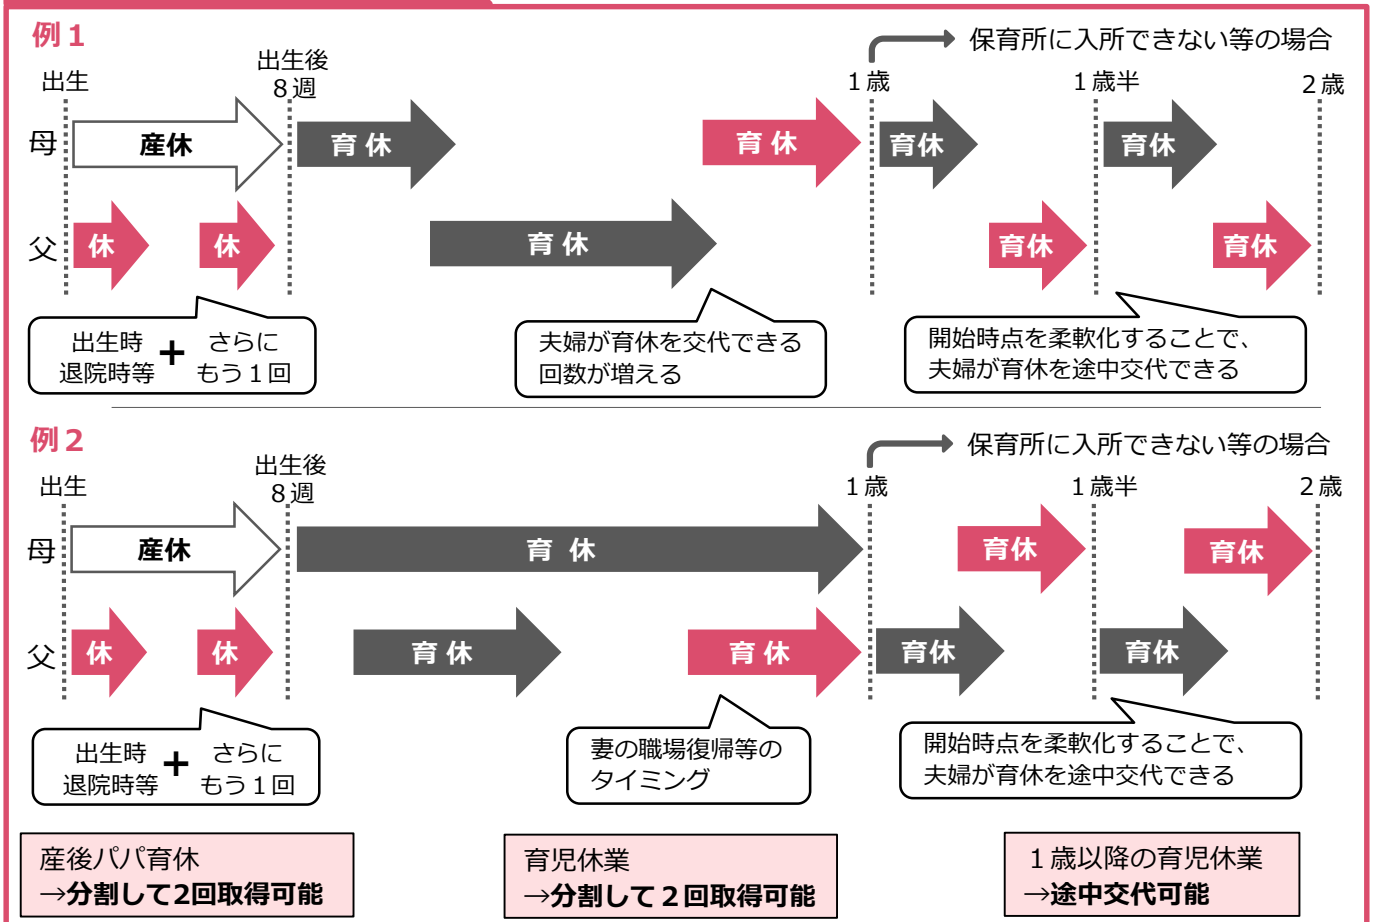 例１
保育所に入所できない等の場合
出生
出生後
８週
１歳
１歳半
２歳
母
産休
育 休
育 休
育休
育休
父
休
休
育 休
育休
育休
出生時
退院時等
＋
さらに
もう１回
夫婦が育休を交代できる
回数が増える
開始時点を柔軟化することで、
夫婦が育休を途中交代できる
例２
保育所に入所できない等の場合
出生
出生後
８週
１歳
１歳半
２歳
母
産休
育 休
育休
育休
父
休
休
育 休
育 休
育休
育休
出生時
退院時等
＋
さらに
もう１回
妻の職場復帰等の
タイミング
開始時点を柔軟化することで、
夫婦が育休を途中交代できる
産後パパ育休
→分割して2回取得可能
育児休業
→分割して２回取得可能
１歳以降の育児休業
→途中交代可能